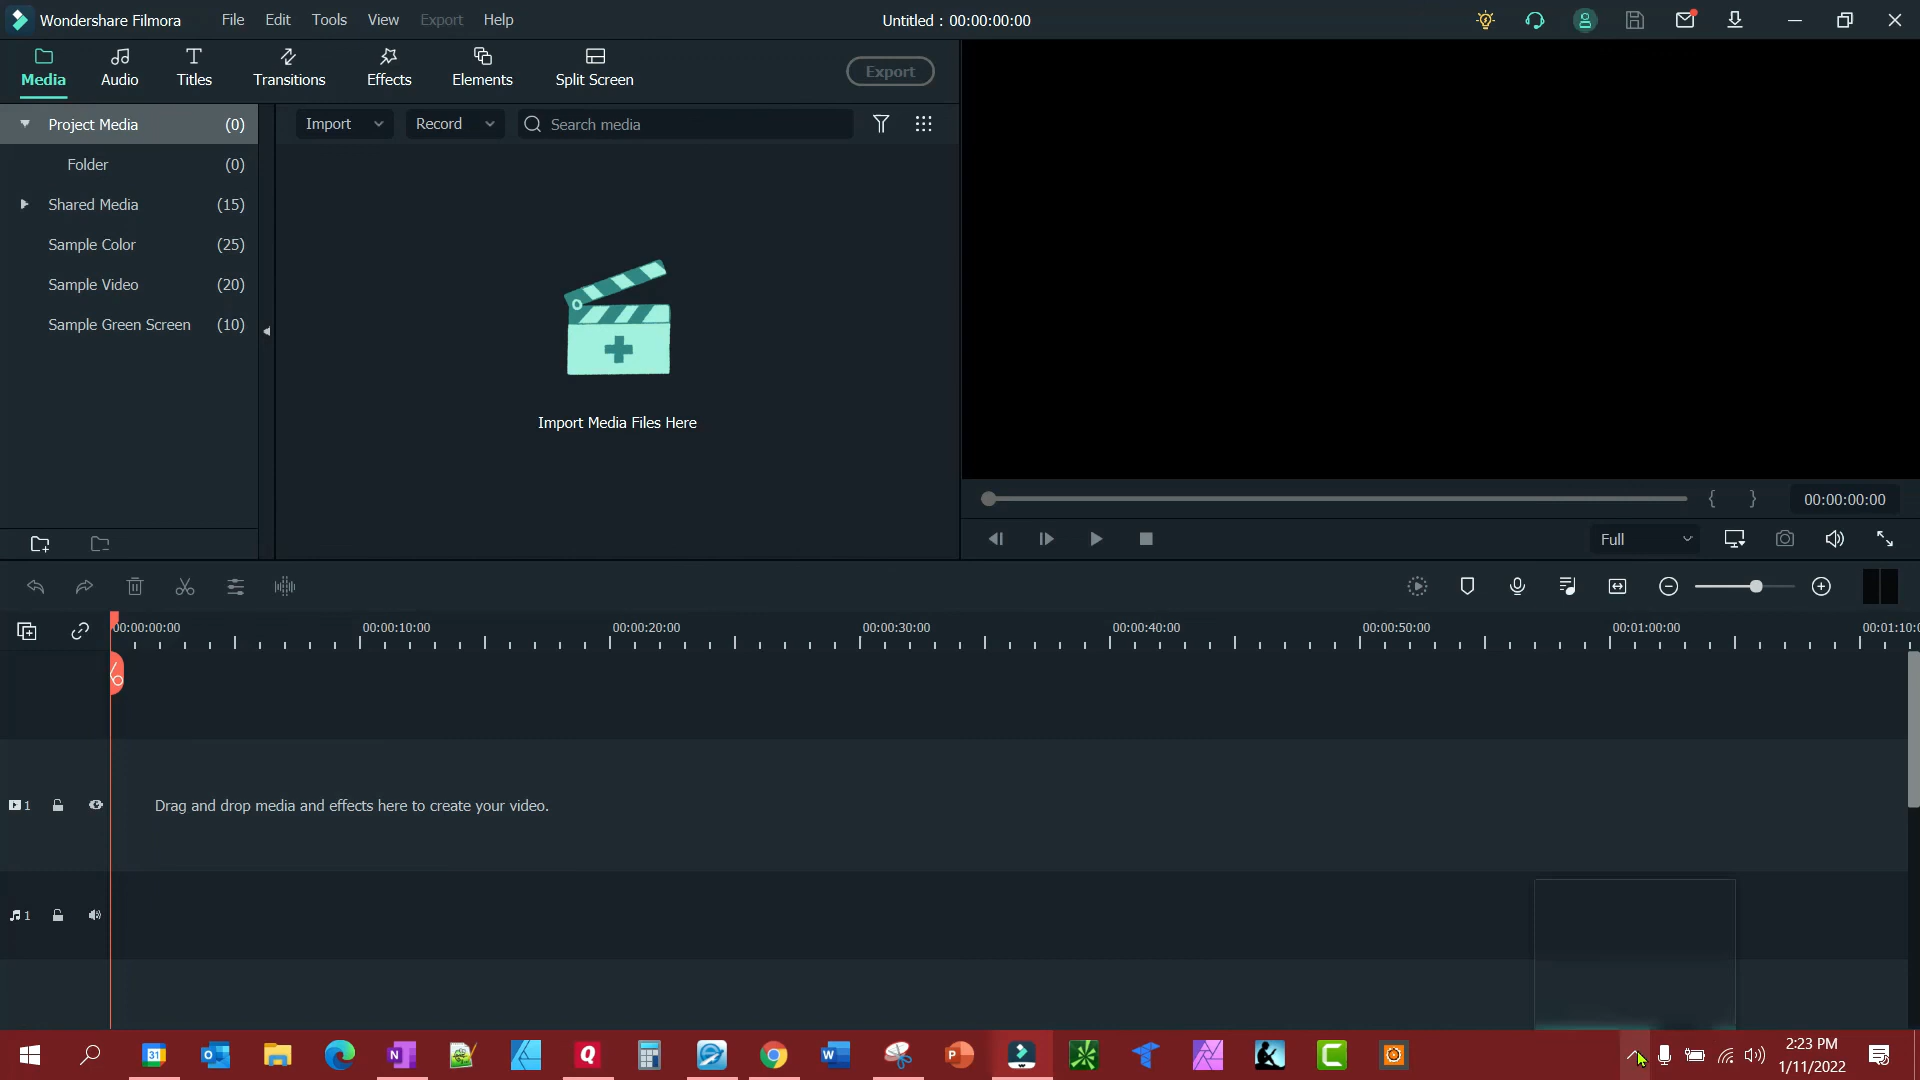 Wondershare Filmora
File Edit Tools View Export Help
Untitled : 00:00:00:00
Media Audio Titles Transitions Effects Elements Split Screen
Export
Project Media (0)
Folder (0)
Shared Media (15)
Sample Color (25)
Sample Video (20)
Sample Green Screen (10)
Import
Record
Search media
Import Media Files Here
{ } 00:00:00:00
Full
00:00:00:00 00:00:10:00 00:00:20:00 00:00:30:00 00:00:40:00 00:00:50:00 00:01:00:00 00:01:10:0
1
Drag and drop media and effects here to create your video.
1
31
O
N
Q
W
P
C
2:23 PM
1/11/2022